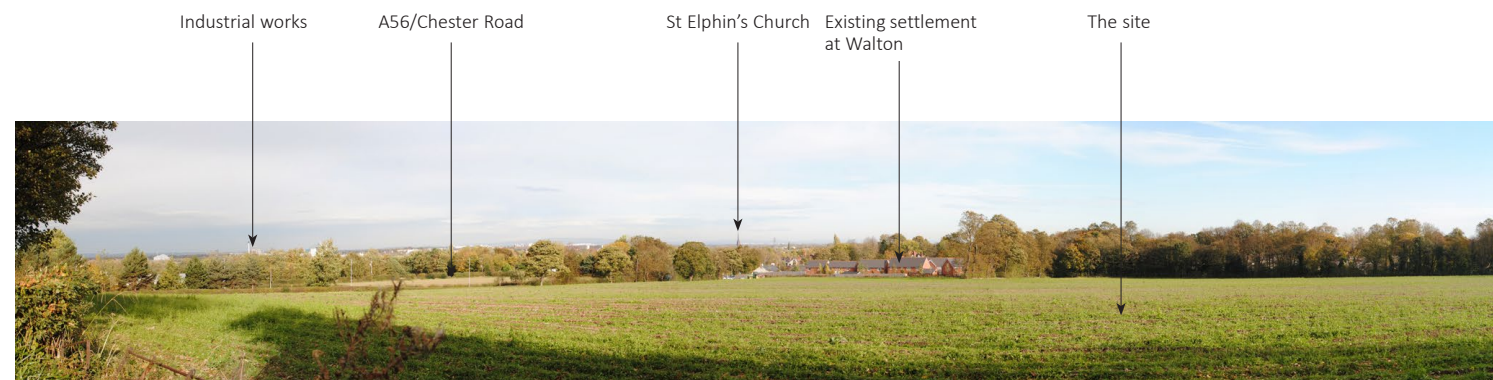 Industrial works
A56/Chester Road
St Elphin’s Church
Existing settlement
at Walton
The site